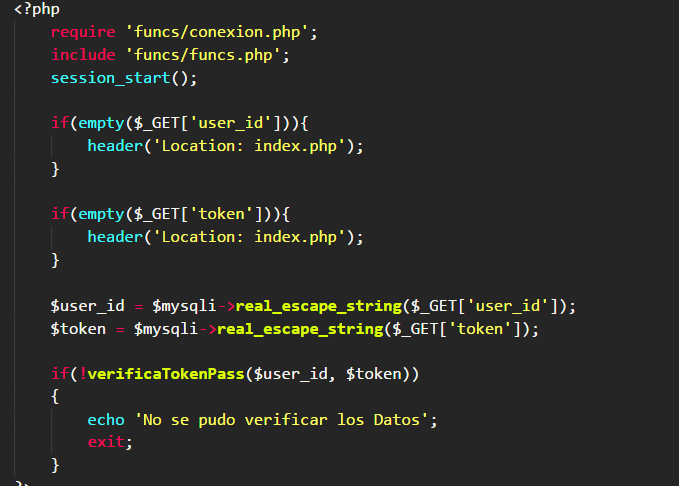 <?php
require 'funcs/conexion.php';
include 'funcs/funcs.php';
session_start();
if(empty($_GET['user_id'])){
header('Location: index.php');
}
if(empty($_GET['token'])){
header('Location: index.php');
}
$user_id = $mysqli->real_escape_string($_GET['user_id']);
$token = $mysqli->real_escape_string($_GET['token']);
if(!verificaTokenPass($user_id, $token))
{
echo 'No se pudo verificar los Datos';
exit;
}
?>